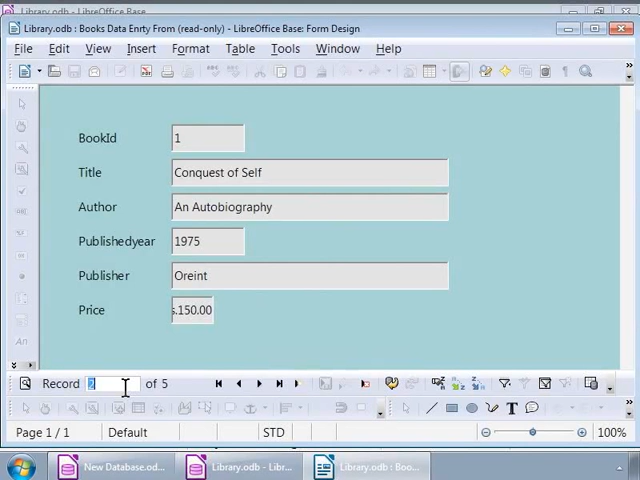 Library.odb - LibreOffice Base
Library.odb : Books Data Enrty From (read-only) - LibreOffice Base: Form Design
File Edit View Insert Format Table Tools Window Help
BookId 1
Title Conquest of Self
Author An Autobiography
Publishedyear 1975
Publisher Oreint
Price s.150.00
Record 2 of 5
Page 1 / 1 Default STD 100%
New Database.od... Library.odb - Libr... Library.odb : Boo...